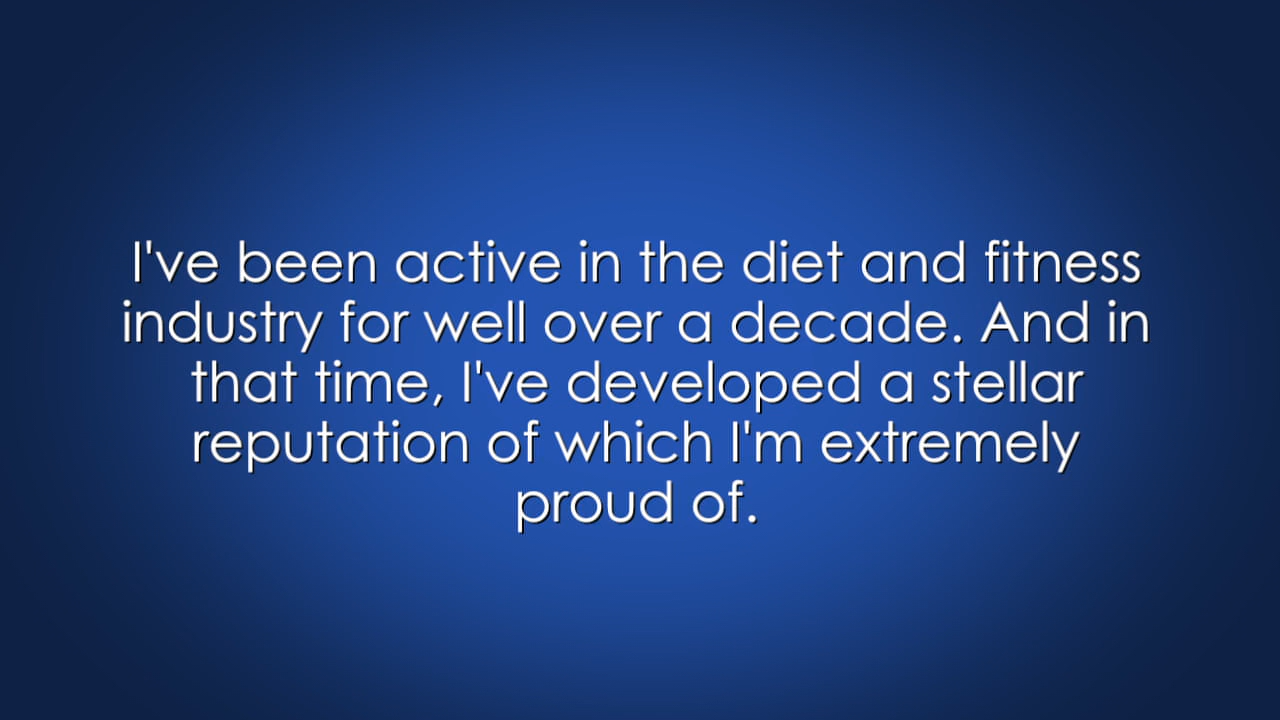 I've been active in the diet and fitness
industry for well over a decade. And in
that time, I've developed a stellar
reputation of which I'm extremely
proud of.